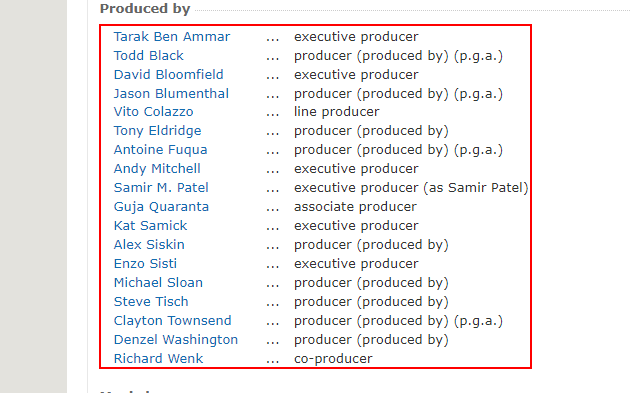 Produced by
Tarak Ben Ammar ... executive producer
Todd Black ... producer (produced by) (p.g.a.)
David Bloomfield ... executive producer
Jason Blumenthal ... producer (produced by) (p.g.a.)
Vito Colazzo ... line producer
Tony Eldridge ... producer (produced by)
Antoine Fuqua ... producer (produced by) (p.g.a.)
Andy Mitchell ... executive producer
Samir M. Patel ... executive producer (as Samir Patel)
Guja Quaranta ... associate producer
Kat Samick ... executive producer
Alex Siskin ... producer (produced by)
Enzo Sisti ... executive producer
Michael Sloan ... producer (produced by)
Steve Tisch ... producer (produced by)
Clayton Townsend ... producer (produced by) (p.g.a.)
Denzel Washington ... producer (produced by)
Richard Wenk ... co-producer